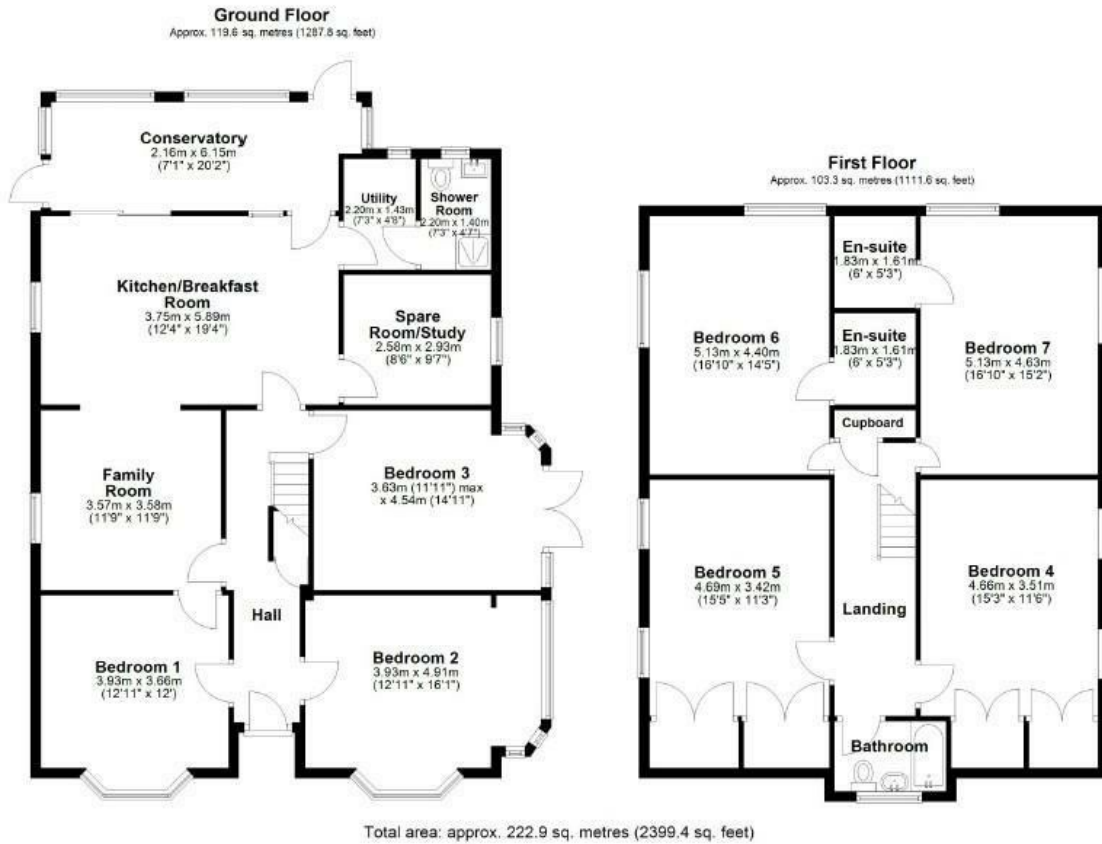 Ground Floor
Approx. 119.6 sq. metres (1287.8 sq. feet)
Conservatory
2.16m x 6.15m
(7'1" x 20'2")
Utility
2.20m x 1.43m
(7'3" x 4'8")
Shower
Room
2.20m x 1.40m
(7'3" x 4'7")
Kitchen/Breakfast
Room
3.75m x 5.89m
(12'4" x 19'4")
Spare
Room/Study
2.58m x 2.93m
(8'6" x 9'7")
Family
Room
3.57m x 3.58m
(11'9" x 11'9")
Bedroom 3
3.63m (11'11") max
x 4.54m (14'11")
Hall
Bedroom 1
3.93m x 3.66m
(12'11" x 12')
Bedroom 2
3.93m x 4.91m
(12'11" x 16'1")
First Floor
Approx. 103.3 sq. metres (1111.6 sq. feet)
En-suite
1.83m x 1.61m
(6' x 5'3")
Bedroom 6
5.13m x 4.40m
(16'10" x 14'5")
En-suite
1.83m x 1.61m
(6' x 5'3")
Bedroom 7
5.13m x 4.63m
(16'10" x 15'2")
Cupboard
Bedroom 5
4.69m x 3.42m
(15'5" x 11'3")
Landing
Bedroom 4
4.66m x 3.51m
(15'3" x 11'6")
Bathroom
Total area: approx. 222.9 sq. metres (2399.4 sq. feet)